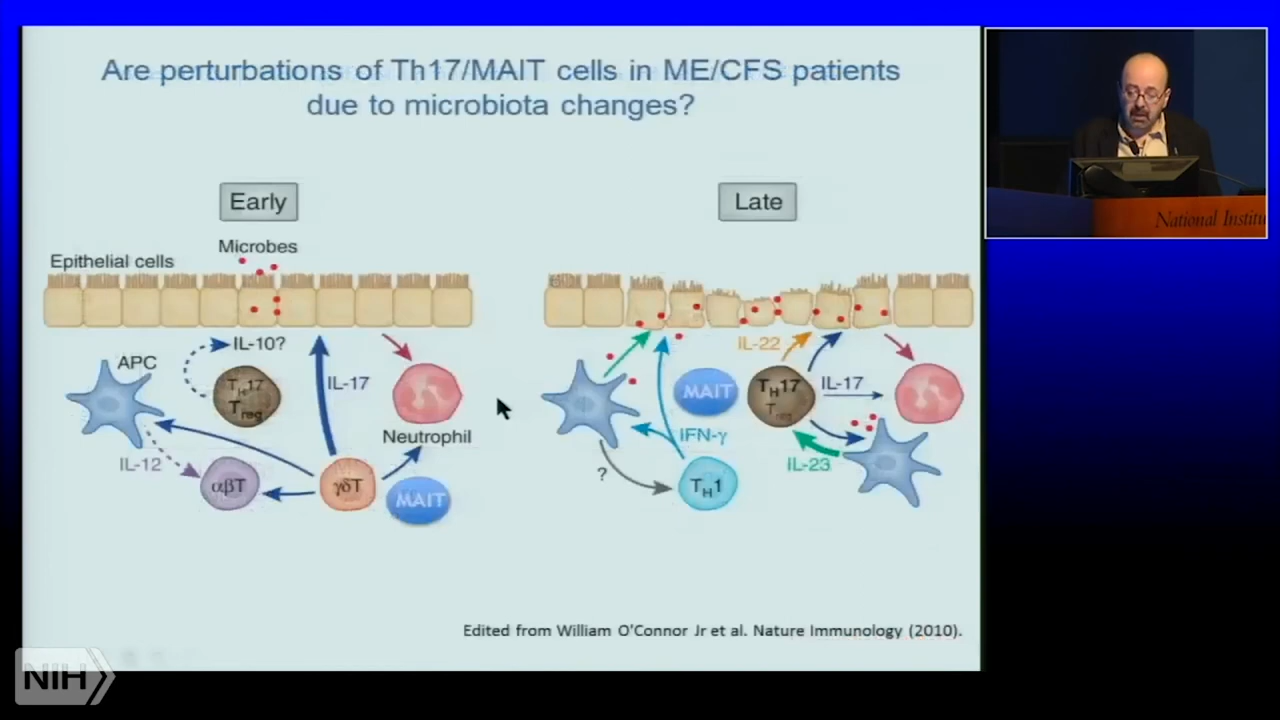 Are perturbations of Th17/MAIT cells in ME/CFS patients
due to microbiota changes?
Early
Microbes
Epithelial cells
APC
IL-10?
TH17
Treg
IL-17
Neutrophil
IL-12
αβT
γδT
MAIT
Late
IL-22
MAIT
TH17
Treg
IL-17
IFN-γ
IL-23
?
TH1
Edited from William O'Connor Jr et al. Nature Immunology (2010).
National Institu
NIH